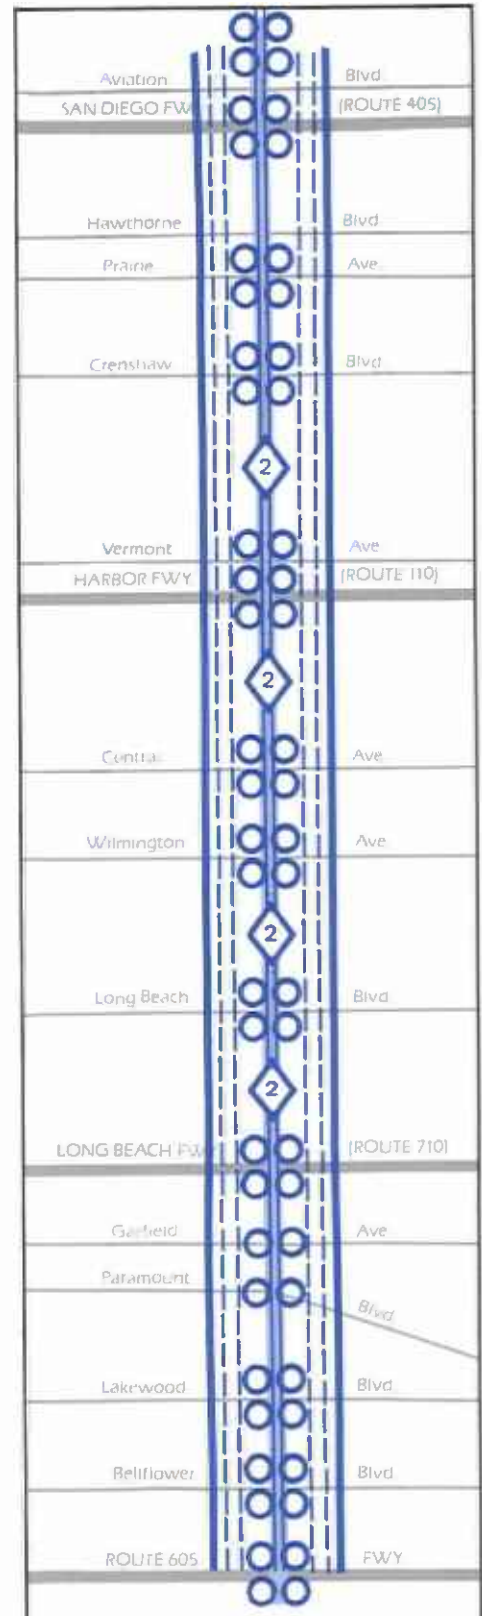 Aviation Blvd
SAN DIEGO FW (ROUTE 405)
Hawthorne Blvd
Prairie Ave
Crenshaw Blvd
2
Vermont Ave
HARBOR FWY (ROUTE 110)
2
Central Ave
Wilmington Ave
2
Long Beach Blvd
2
LONG BEACH FW (ROUTE 710)
Garfield Ave
Paramount Blvd
Lakewood Blvd
Bellflower Blvd
ROUTE 605 FWY